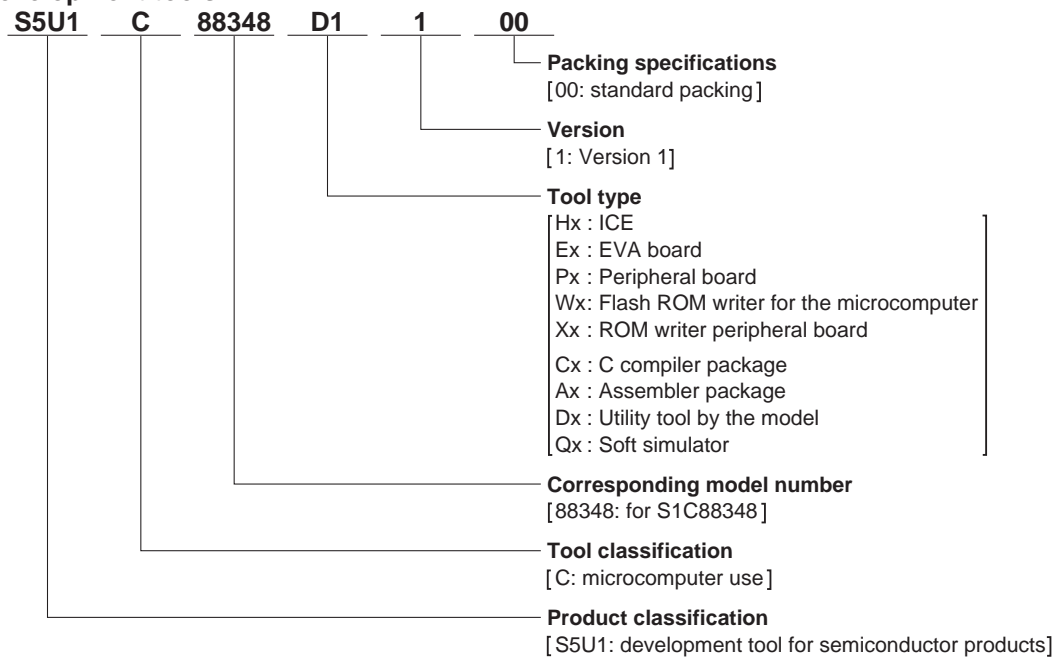 S5U1 C 88348 D1 1 00
Packing specifications
[00: standard packing]
Version
[1: Version 1]
Tool type
[Hx : ICE
Ex : EVA board
Px : Peripheral board
Wx: Flash ROM writer for the microcomputer
Xx : ROM writer peripheral board
Cx : C compiler package
Ax : Assembler package
Dx : Utility tool by the model
Qx : Soft simulator]
Corresponding model number
[88348: for S1C88348]
Tool classification
[C: microcomputer use]
Product classification
[S5U1: development tool for semiconductor products]